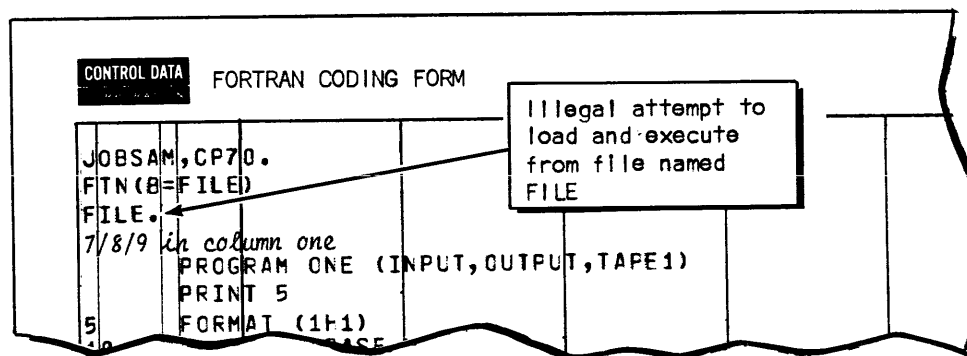 CONTROL DATA
FORTRAN CODING FORM
Illegal attempt to
load and execute
from file named
FILE
JOBSAM,CP70.
FTN(B=FILE)
FILE.
7/8/9 in column one
PROGRAM ONE (INPUT,OUTPUT,TAPE1)
PRINT 5
5 FORMAT (1H1)